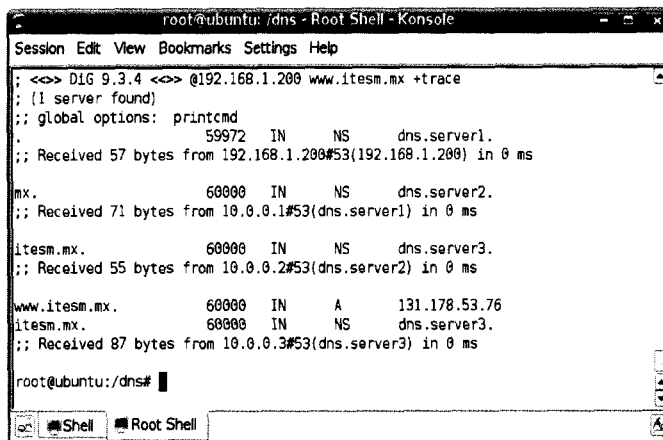 root@ubuntu: /dns - Root Shell - Konsole
Session Edit View Bookmarks Settings Help
; <<>> DiG 9.3.4 <<>> @192.168.1.200 www.itesm.mx +trace
; (1 server found)
;; global options: printcmd
. 59972 IN NS dns.server1.
;; Received 57 bytes from 192.168.1.200#53(192.168.1.200) in 0 ms
mx. 60000 IN NS dns.server2.
;; Received 71 bytes from 10.0.0.1#53(dns.server1) in 0 ms
itesm.mx. 60000 IN NS dns.server3.
;; Received 55 bytes from 10.0.0.2#53(dns.server2) in 0 ms
www.itesm.mx. 60000 IN A 131.178.53.76
itesm.mx. 60000 IN NS dns.server3.
;; Received 87 bytes from 10.0.0.3#53(dns.server3) in 0 ms
root@ubuntu:/dns#
Shell Root Shell